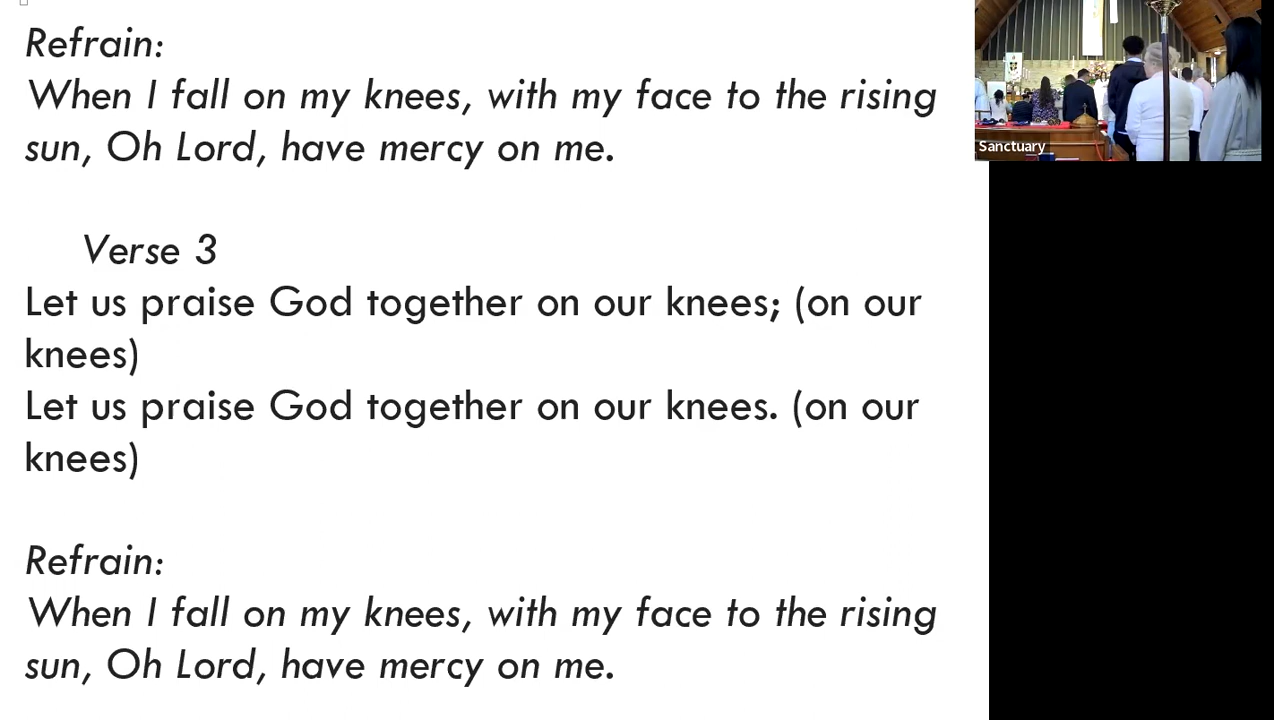 Refrain:
When I fall on my knees, with my face to the rising
sun, Oh Lord, have mercy on me.
Verse 3
Let us praise God together on our knees; (on our
knees)
Let us praise God together on our knees. (on our
knees)
Refrain:
When I fall on my knees, with my face to the rising
sun, Oh Lord, have mercy on me.
Sanctuary